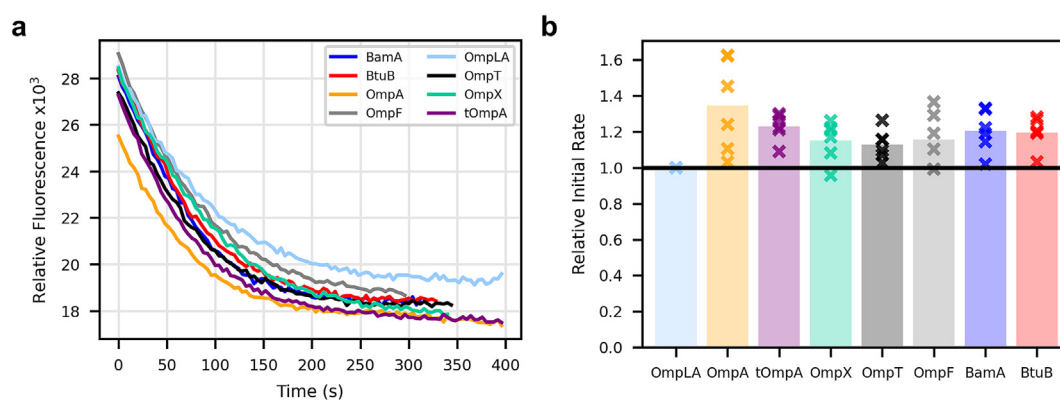 a
Relative Fluorescence x10³
28
26
24
22
20
18
0
50
100
150
200
250
300
350
400
Time (s)
BamA
BtuB
OmpA
OmpF
OmpLA
OmpT
OmpX
tOmpA
b
Relative Initial Rate
1.6
1.4
1.2
1.0
0.8
0.6
0.4
0.2
0.0
OmpLA
OmpA
tOmpA
OmpX
OmpT
OmpF
BamA
BtuB